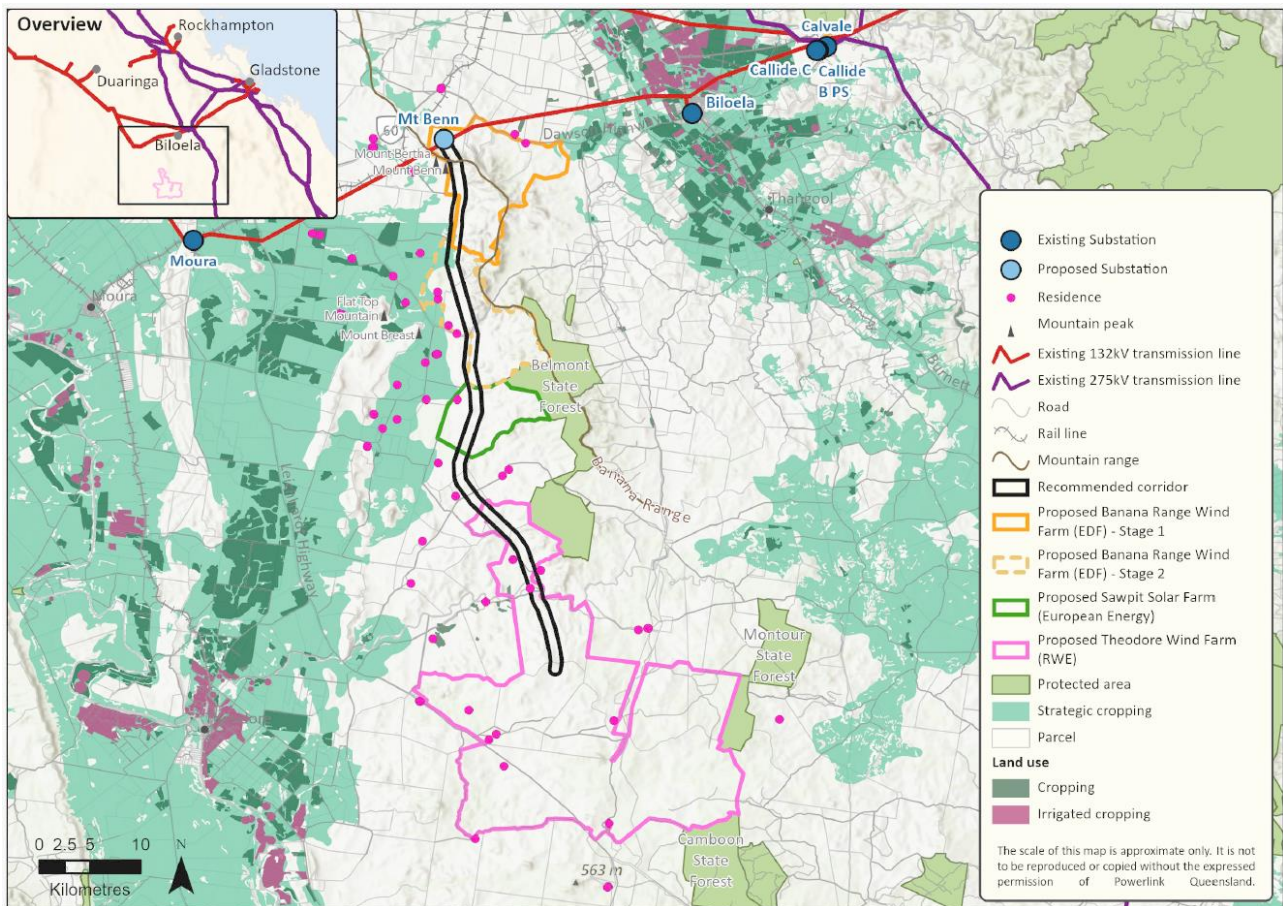 Overview
Rockhampton
Duaringa
Gladstone
Biloela
Calvale
Callide C
Callide
B PS
Biloela
Mt Benn
60
Mount Bertha
Mount Benn
Moura
Moura
Thangool
Flat Top
Mountain
Mount Breast
Belmont
State
Forest
Banana Range
Leichhardt Highway
Montour
State
Forest
Camboon
State
Forest
563 m
0 2.5 5 10
Kilometres
N
Existing Substation
Proposed Substation
Residence
Mountain peak
Existing 132kV transmission line
Existing 275kV transmission line
Road
Rail line
Mountain range
Recommended corridor
Proposed Banana Range Wind
Farm (EDF) - Stage 1
Proposed Banana Range Wind
Farm (EDF) - Stage 2
Proposed Sawpit Solar Farm
(European Energy)
Proposed Theodore Wind Farm
(RWE)
Protected area
Strategic cropping
Parcel
Land use
Cropping
Irrigated cropping
The scale of this map is approximate only. It is not
to be reproduced or copied without the expressed
permission of Powerlink Queensland.